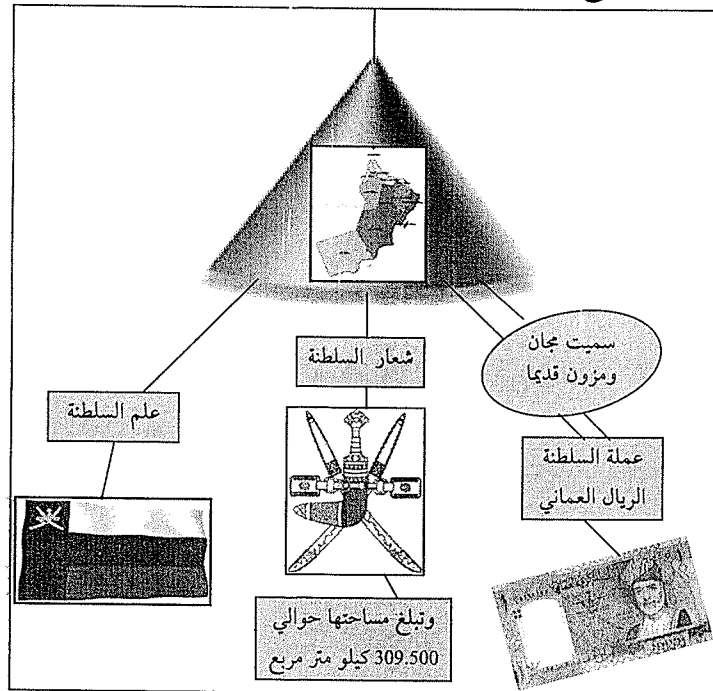 سميت مجان
ومزون قديما
شعار السلطنة
علم السلطنة
عملة السلطنة
الريال العماني
وتبلغ مساحتها حوالي
309.500 كيلو متر مربع